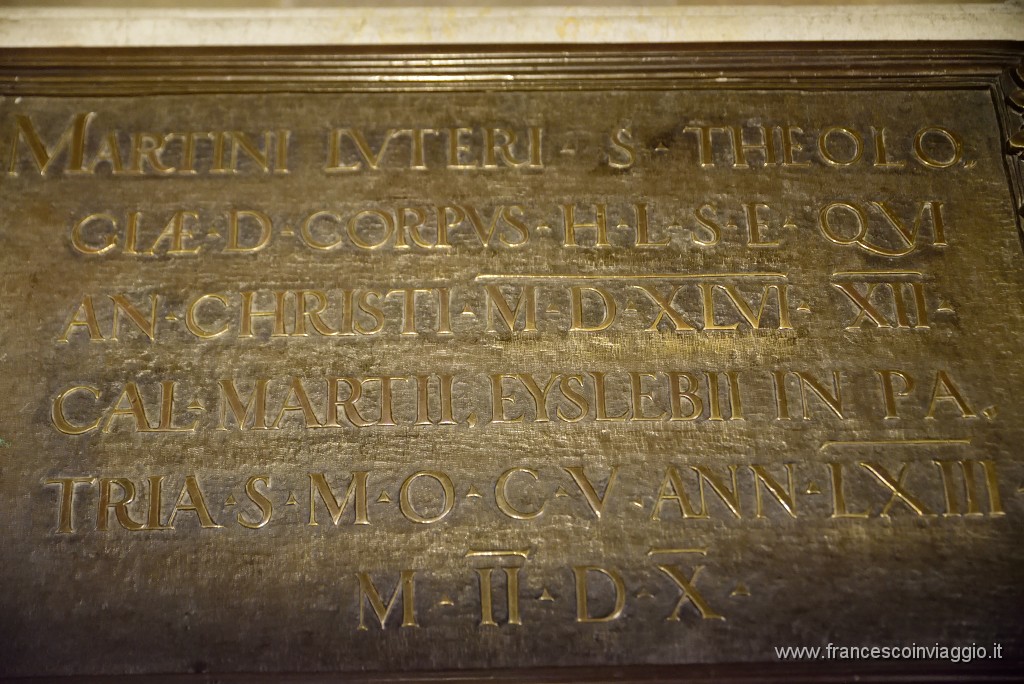 MARTINI LVTERI · S · THEOLO,
GIÆ · D · CORPVS · H · L · S · E · QVI
AN · CHRISTI · M · D · XLVI · XII ·
CAL · MARTII, EYSLEBII IN PA,
TRIA · S · M · O · C · V · ANN · LXIII ·
M · II · D · X ·
www.francescoinviaggio.it